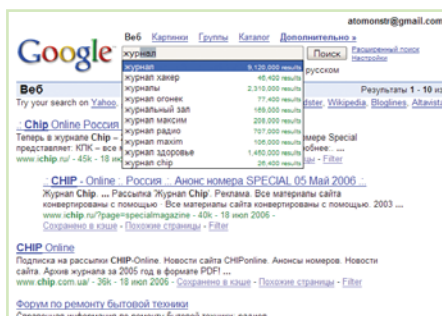 atomonstr@gmail.com
Веб Картинки Группы Каталог Дополнительно »
Google
журнал Поиск Расширенный поиск
Настройки
журнал 9,120,000 results
русском
журнал хакер 46,400 results
Веб журналы 2,310,000 results Результаты 1 - 10 из
журнал огонек 77,400 results
Try your search on Yahoo, журнальный зал 169,000 results Wikipedia, Bloglines, Altavista
журнал максим 206,000 results
.: Chip Online Россия журнал радио 707,000 results
Теперь в журнале Chip – журнал maxim 106,000 results мере Special
представляет: КПК – все журнал здоровье 1,450,000 results обнее:. ...
www.ichip.ru/ - 45k - 18 журнал chip 26,400 results - Filter
.: CHIP - Online :. Россия .:. Анонс номера SPECIAL 05 Май 2006 .:.
Журнал Chip. ... Рассылка 'Журнал Chip'. Реклама. Все материалы сайта
конвертированы с помощью · Все материалы сайта конвертированы с помощью. 2003 ...
www.ichip.ru/?page=specialmagazine - 40k - 18 июл 2006 -
Сохранено в кэше - Похожие страницы - Filter
CHIP Online
Подписка на рассылки CHIP-Online. Новости сайта CHIPonline. Анонсы номеров. Новости
сайта. Архив журнала за 2005 год в формате PDF! ...
www.chip.com.ua/ - 36k - 18 июл 2006 - Сохранено в кэше - Похожие страницы - Filter
Форум по ремонту бытовой техники